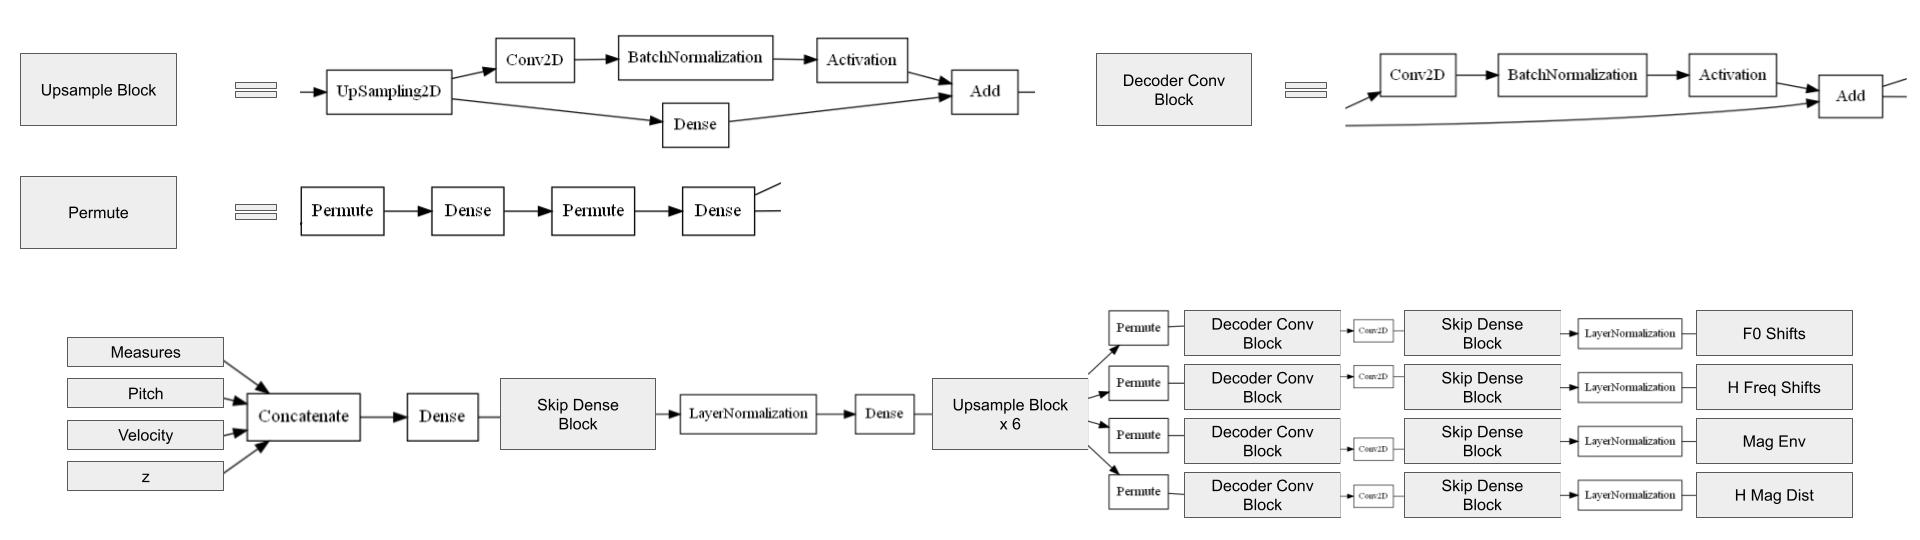 Upsample Block
UpSampling2D
Conv2D
BatchNormalization
Activation
Dense
Add
Decoder Conv
Block
Conv2D
BatchNormalization
Activation
Add
Permute
Permute
Dense
Permute
Dense
Measures
Pitch
Velocity
z
Concatenate
Dense
Skip Dense
Block
LayerNormalization
Dense
Upsample Block
x 6
Permute
Decoder Conv
Block
Conv2D
Skip Dense
Block
LayerNormalization
F0 Shifts
Permute
Decoder Conv
Block
Conv2D
Skip Dense
Block
LayerNormalization
H Freq Shifts
Permute
Decoder Conv
Block
Conv2D
Skip Dense
Block
LayerNormalization
Mag Env
Permute
Decoder Conv
Block
Conv2D
Skip Dense
Block
LayerNormalization
H Mag Dist